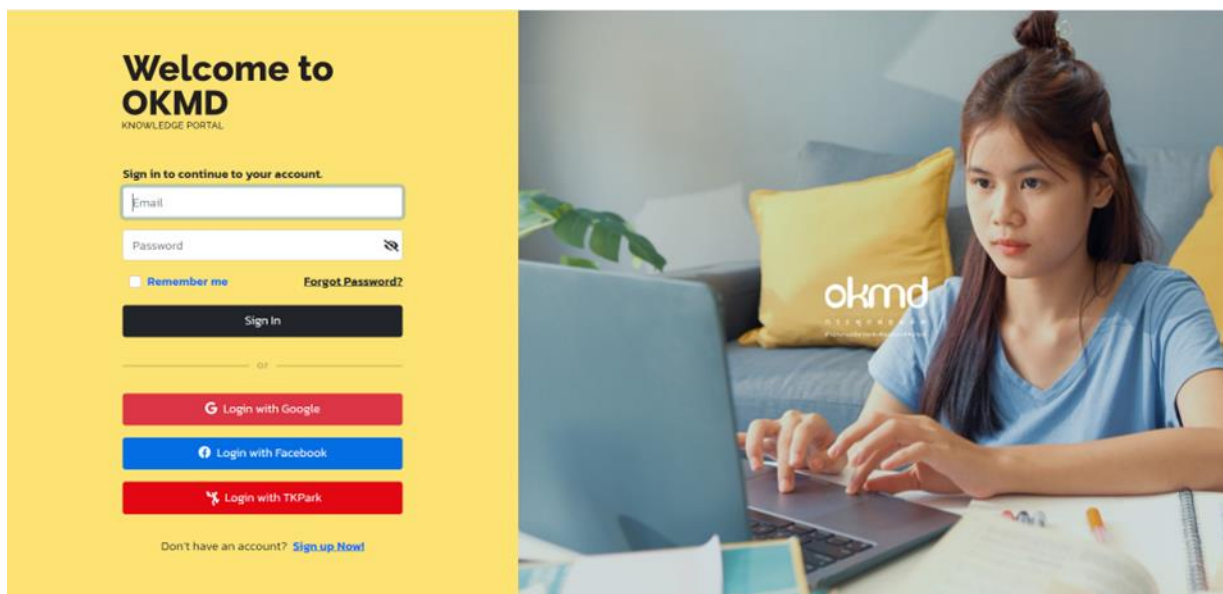 Welcome to
OKMD
KNOWLEDGE PORTAL
Sign in to continue to your account.
Email
Password
Remember me
Forgot Password?
Sign In
or
Login with Google
Login with Facebook
Login with TKPark
Don't have an account? Sign up Now!
okmd